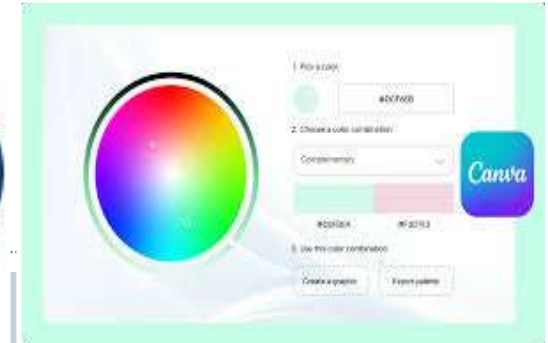 1. Pick a color
2. Choose a color combination
Complementary
Canva
3. Use this color combination
Create a graphic
Export palette